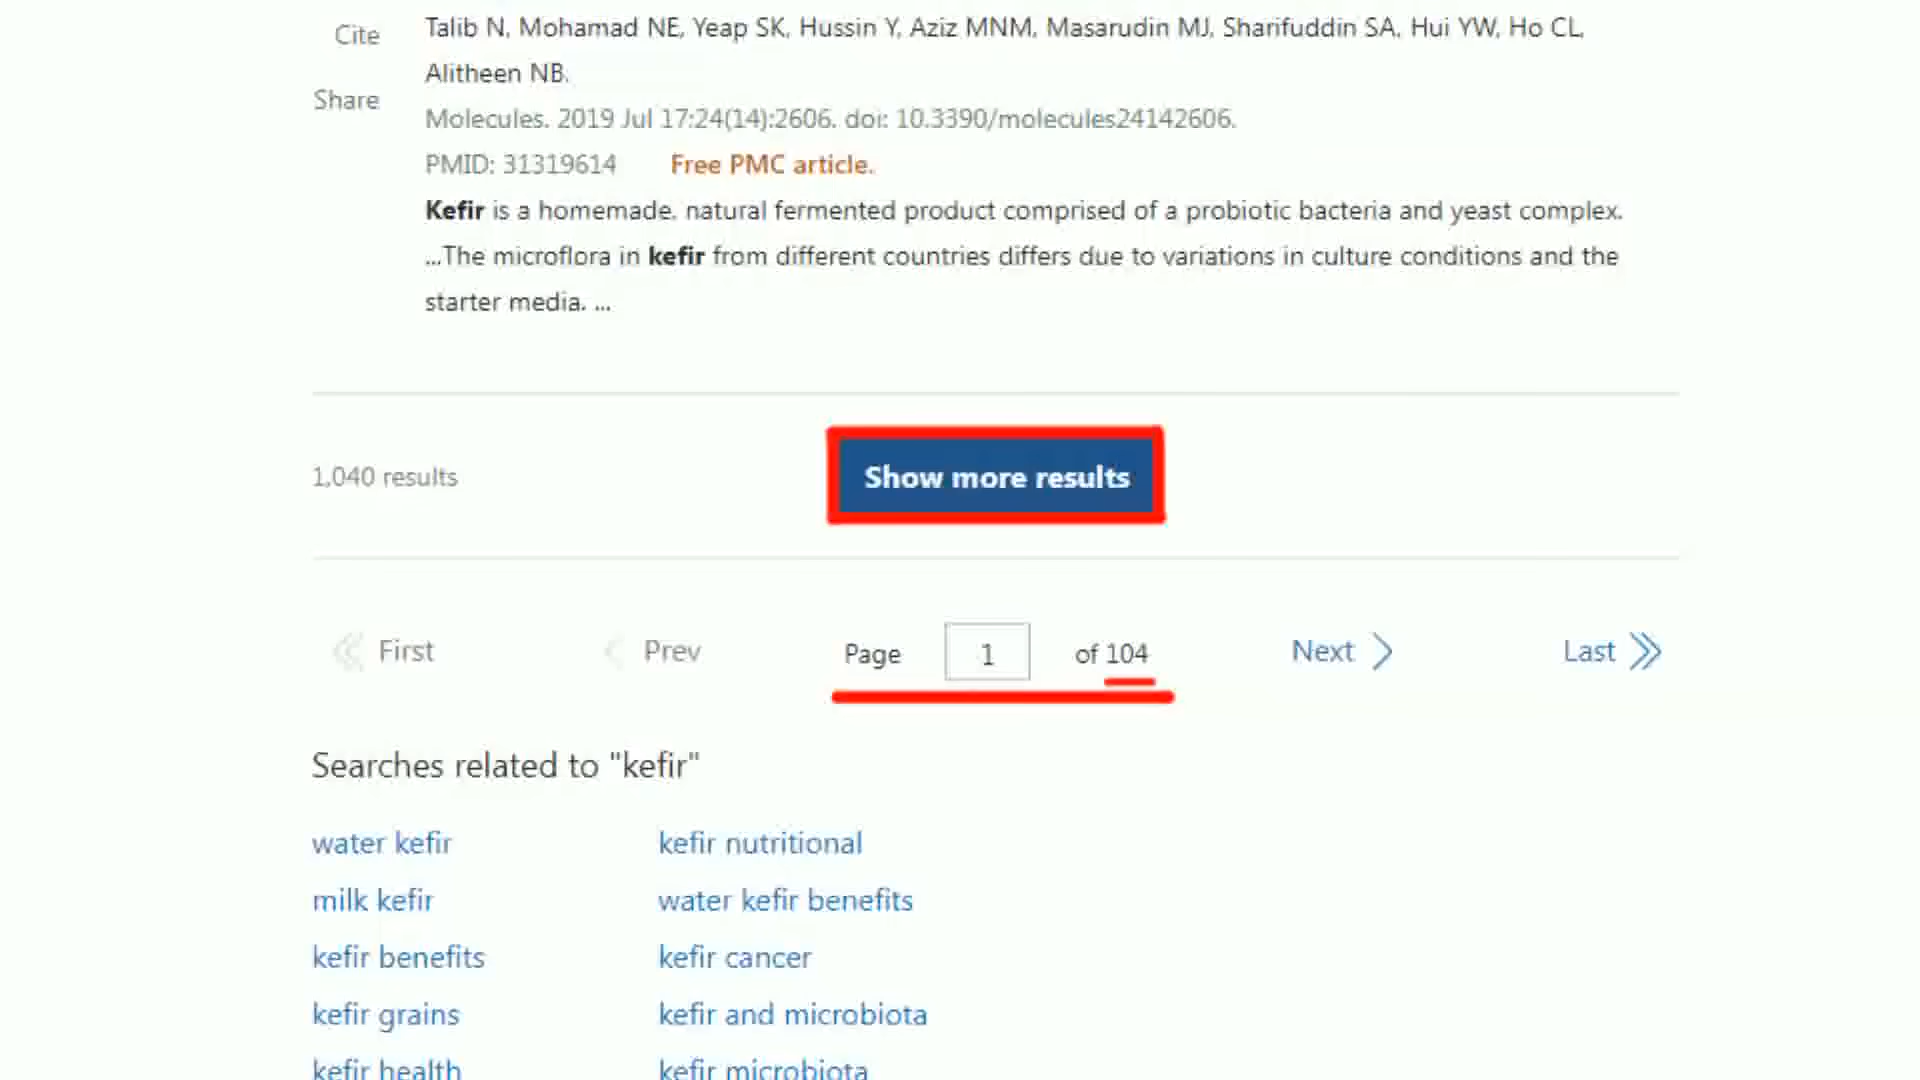 Cite
Talib N, Mohamad NE, Yeap SK, Hussin Y, Aziz MNM, Masarudin MJ, Sharifuddin SA, Hui YW, Ho CL,
Alitheen NB.
Share
Molecules. 2019 Jul 17;24(14):2606. doi: 10.3390/molecules24142606.
PMID: 31319614 Free PMC article.
Kefir is a homemade, natural fermented product comprised of a probiotic bacteria and yeast complex.
...The microflora in kefir from different countries differs due to variations in culture conditions and the
starter media. ...
1,040 results
Show more results
First Prev Page 1 of 104 Next Last
Searches related to "kefir"
water kefir kefir nutritional
milk kefir water kefir benefits
kefir benefits kefir cancer
kefir grains kefir and microbiota
kefir health kefir microbiota